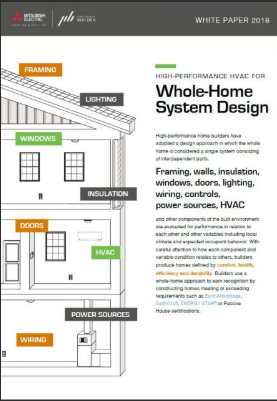 MITSUBISHI
ELECTRIC
WHITE PAPER 2018
FRAMING
LIGHTING
WINDOWS
INSULATION
DOORS
HVAC
POWER SOURCES
WIRING
HIGH-PERFORMANCE HVAC FOR
Whole-Home
System Design
High-performance home builders have
adopted a design approach in which the whole
home is considered a single system consisting
of interdependent parts.
Framing, walls, insulation,
windows, doors, lighting,
wiring, controls,
power sources, HVAC
and other components of the built environment
are evaluated for performance in relation to
each other and other variables including local
climate and expected occupant behavior. With
careful attention to how each component and
variable condition relates to others, builders
produce homes defined by comfort, health,
efficiency and durability. Builders use a
whole-home approach to earn recognition by
constructing homes meeting or exceeding
requirements such as EarthAdvantage,
EarthCraft, ENERGY STAR® or Passive
House certifications.